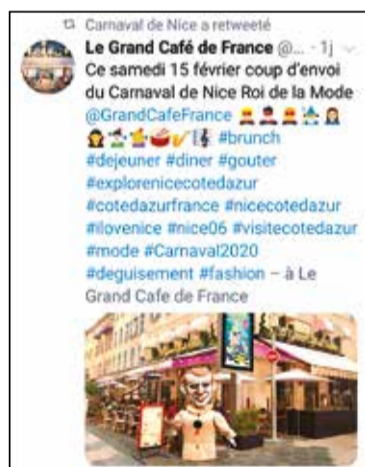 Carnaval de Nice a retweeté
Le Grand Café de France @... · 1j
Ce samedi 15 février coup d'envoi
du Carnaval de Nice Roi de la Mode
@GrandCafeFrance
#brunch
#dejeuner #diner #gouter
#explorenicecotedazur
#cotedazurfrance #nicecotedazur
#ilovenice #nice06 #visitecotedazur
#mode #Carnaval2020
#deguisement #fashion – à Le
Grand Cafe de France